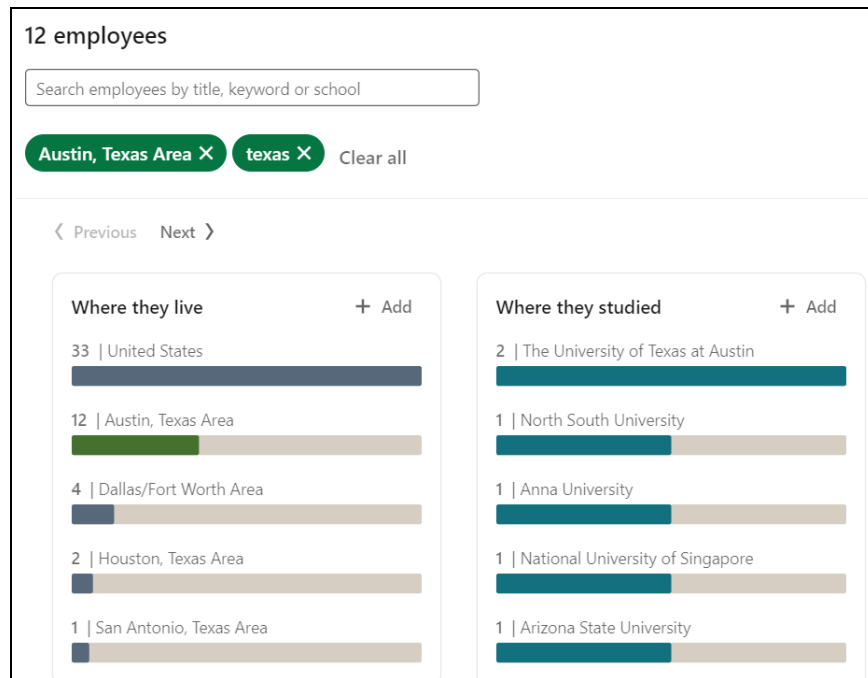 12 employees
Search employees by title, keyword or school
Austin, Texas Area ✕ texas ✕ Clear all
❮ Previous Next ❯
Where they live + Add
33 | United States
12 | Austin, Texas Area
4 | Dallas/Fort Worth Area
2 | Houston, Texas Area
1 | San Antonio, Texas Area
Where they studied + Add
2 | The University of Texas at Austin
1 | North South University
1 | Anna University
1 | National University of Singapore
1 | Arizona State University